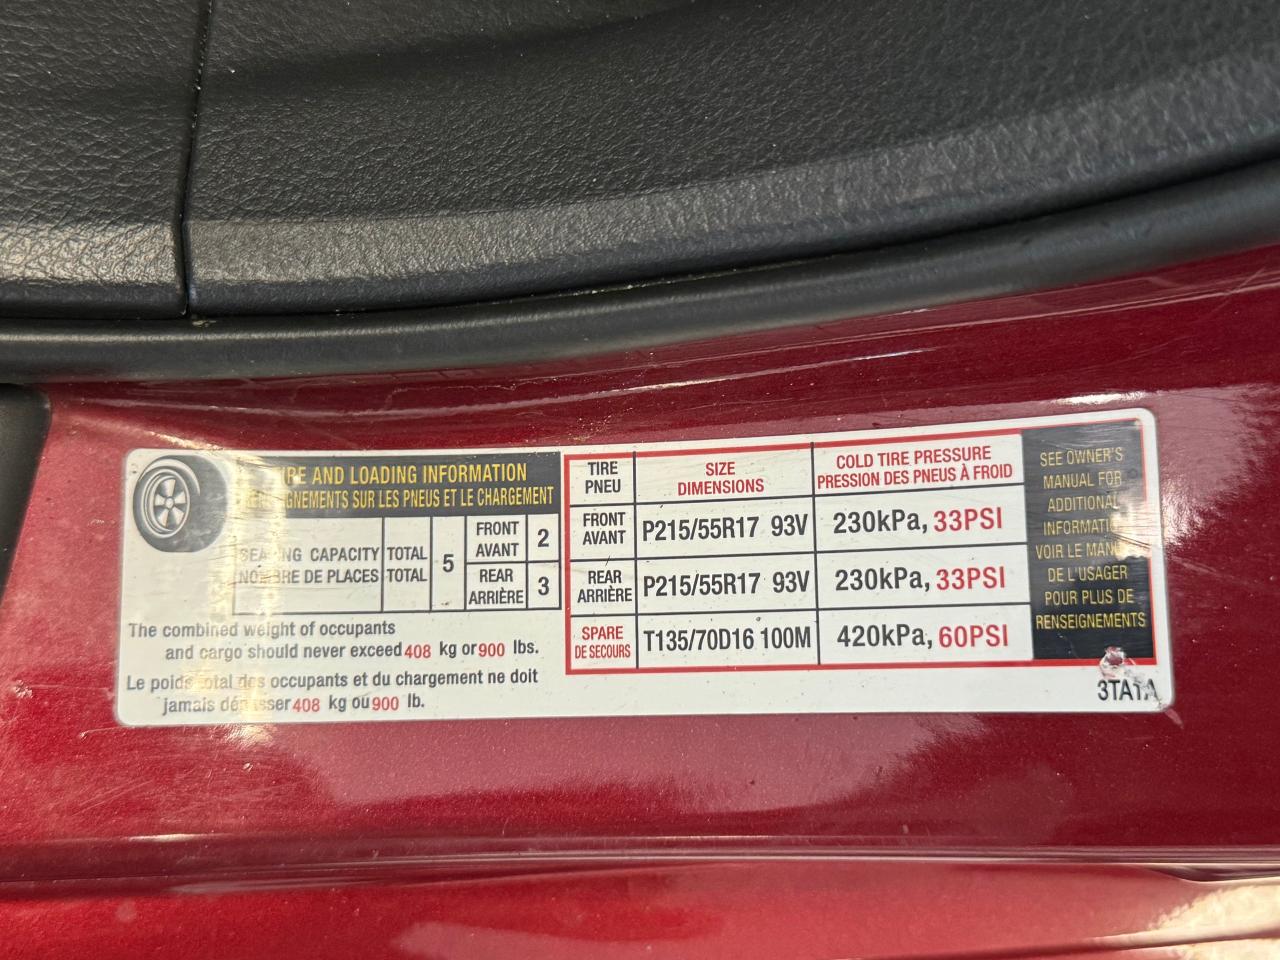 TIRE AND LOADING INFORMATION
RENSEIGNEMENTS SUR LES PNEUS ET LE CHARGEMENT
SEATING CAPACITY
NOMBRE DE PLACES
TOTAL
TOTAL
5
FRONT
AVANT
2
REAR
ARRIÈRE
3
The combined weight of occupants
and cargo should never exceed 408 kg or 900 lbs.
Le poids total des occupants et du chargement ne doit
jamais dépasser 408 kg ou 900 lb.
TIRE
PNEU
SIZE
DIMENSIONS
COLD TIRE PRESSURE
PRESSION DES PNEUS À FROID
FRONT
AVANT
P215/55R17 93V
230kPa, 33PSI
REAR
ARRIÈRE
P215/55R17 93V
230kPa, 33PSI
SPARE
DE SECOURS
T135/70D16 100M
420kPa, 60PSI
SEE OWNER'S
MANUAL FOR
ADDITIONAL
INFORMATION
VOIR LE MANUEL
DE L'USAGER
POUR PLUS DE
RENSEIGNEMENTS
3TA1A